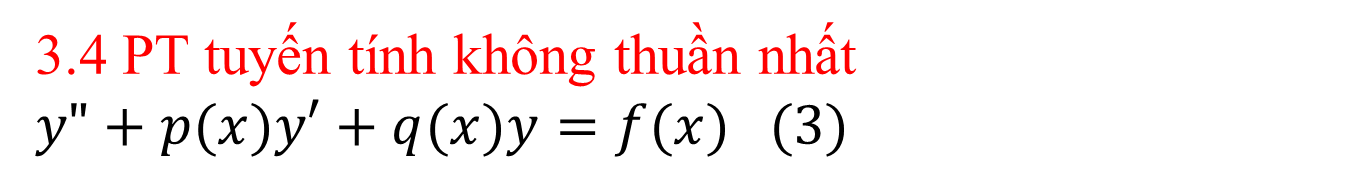 3.4 PT tuyến tính không thuần nhất
y" + p(x)y′ + q(x)y = f(x) (3)